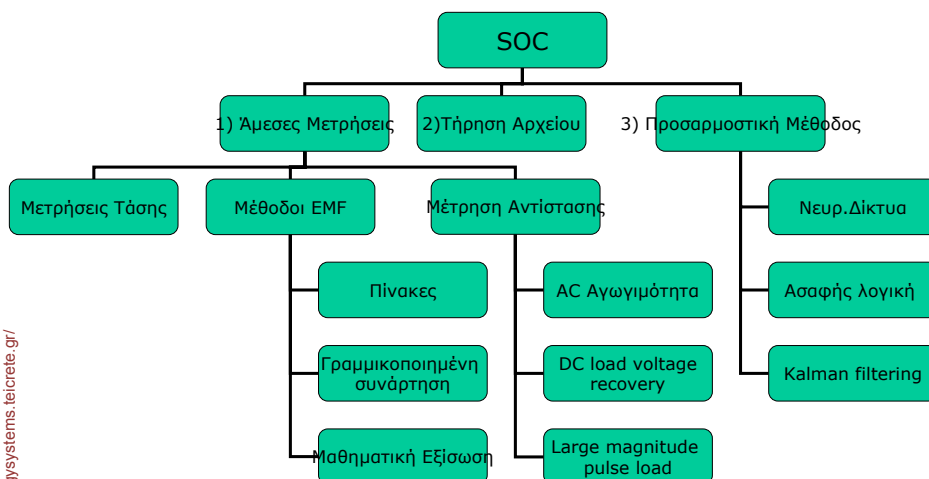 SOC
1) Άμεσες Μετρήσεις
2)Τήρηση Αρχείου
3) Προσαρμοστική Μέθοδος
Μετρήσεις Τάσης
Μέθοδοι EMF
Μέτρηση Αντίστασης
Πίνακες
Γραμμικοποιημένη
συνάρτηση
Μαθηματική Εξίσωση
AC Αγωγιμότητα
DC load voltage
recovery
Large magnitude
pulse load
Νευρ.Δίκτυα
Ασαφής λογική
Kalman filtering
ysystems.teicrete.gr/